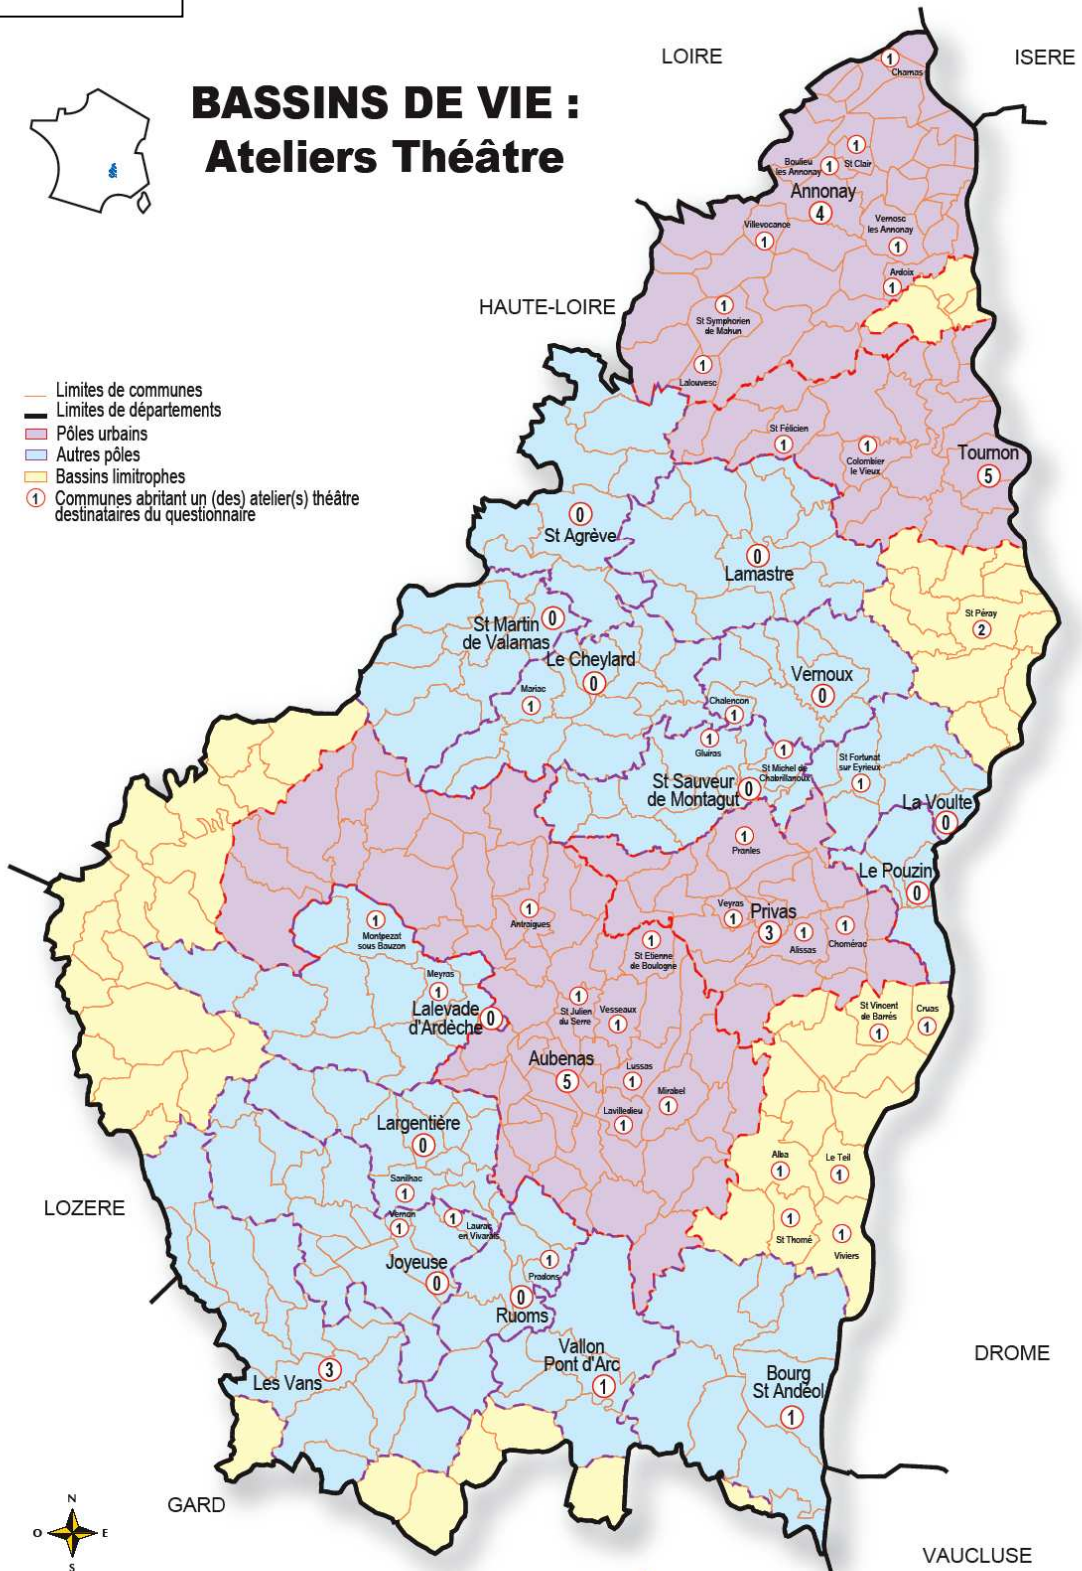 LOIRE
ISERE
BASSINS DE VIE :
Ateliers Théâtre
1
Charnas
1
St Clair
Boulieu
les Annonay
1
Annonay
4
Villevocance
1
Vernosc
les Annonay
1
Ardoix
1
HAUTE-LOIRE
1
St Symphorien
de Mahun
1
Lalouvesc
Limites de communes
Limites de départements
Pôles urbains
Autres pôles
Bassins limitrophes
1
Communes abritant un (des) atelier(s) théâtre
destinataires du questionnaire
St Félicien
1
1
Colombier
le Vieux
Tournon
5
0
St Agrève
0
Lamastre
St Martin
de Valamas
0
St Péray
2
Le Cheylard
0
Mariac
1
Vernoux
0
Chalencon
1
1
Gluiras
1
St Michel de
Chabrillanoux
St Fortunat
sur Eyrieux
1
St Sauveur
de Montagut
0
La Voulte
0
1
Pranles
Le Pouzin
0
Veyras
1
Privas
3
1
Alissas
1
Chomérac
1
Antraigues
1
Montpezat
sous Bauzon
1
St Etienne
de Boulogne
Meyras
1
Lalevade
d'Ardèche
0
1
St Julien
du Serre
Vesseaux
1
St Vincent
de Barrés
1
Cruas
1
Aubenas
5
Lussas
1
Mirabel
1
Lavilledieu
1
Largentière
0
Alba
1
Le Teil
1
Sanilhac
1
Vernon
1
1
Laurac
en Vivarais
1
St Thomé
1
Viviers
LOZERE
Joyeuse
0
1
Pradons
0
Ruoms
Vallon
Pont d'Arc
1
Les Vans
3
Bourg
St Andéol
1
DROME
GARD
N
O
E
S
VAUCLUSE